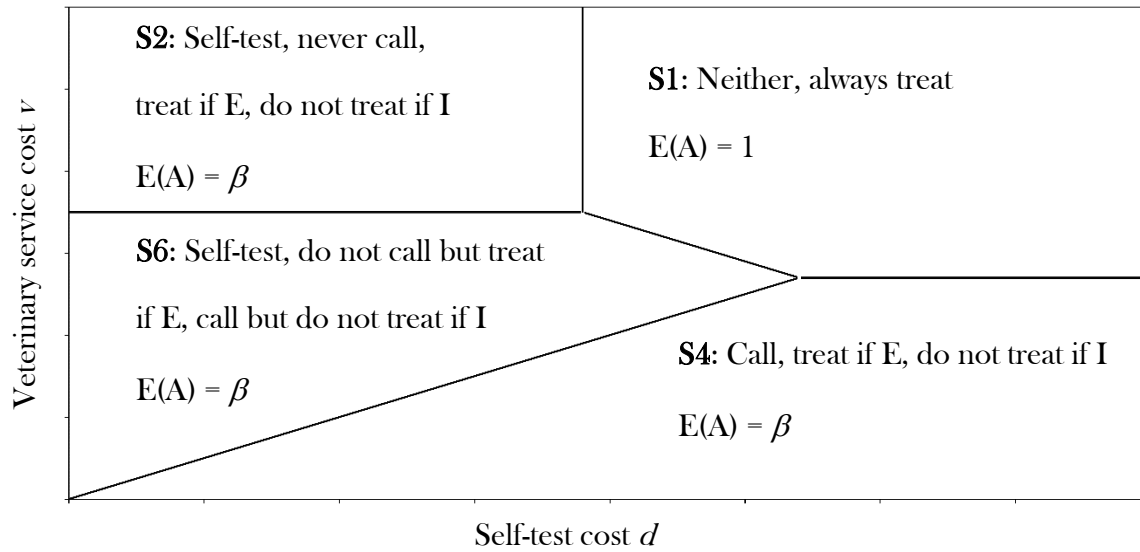 S2: Self-test, never call,
treat if E, do not treat if I
E(A) = β
S1: Neither, always treat
E(A) = 1
S6: Self-test, do not call but treat
if E, call but do not treat if I
E(A) = β
S4: Call, treat if E, do not treat if I
E(A) = β
Veterinary service cost v
Self-test cost d